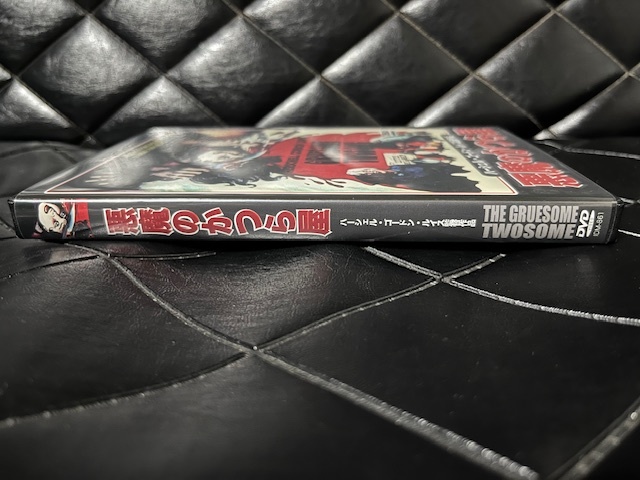 悪魔のかつら屋
ハーシェル・ゴードン・ルイス監督作品
THE GRUESOME
TWOSOME
DVD